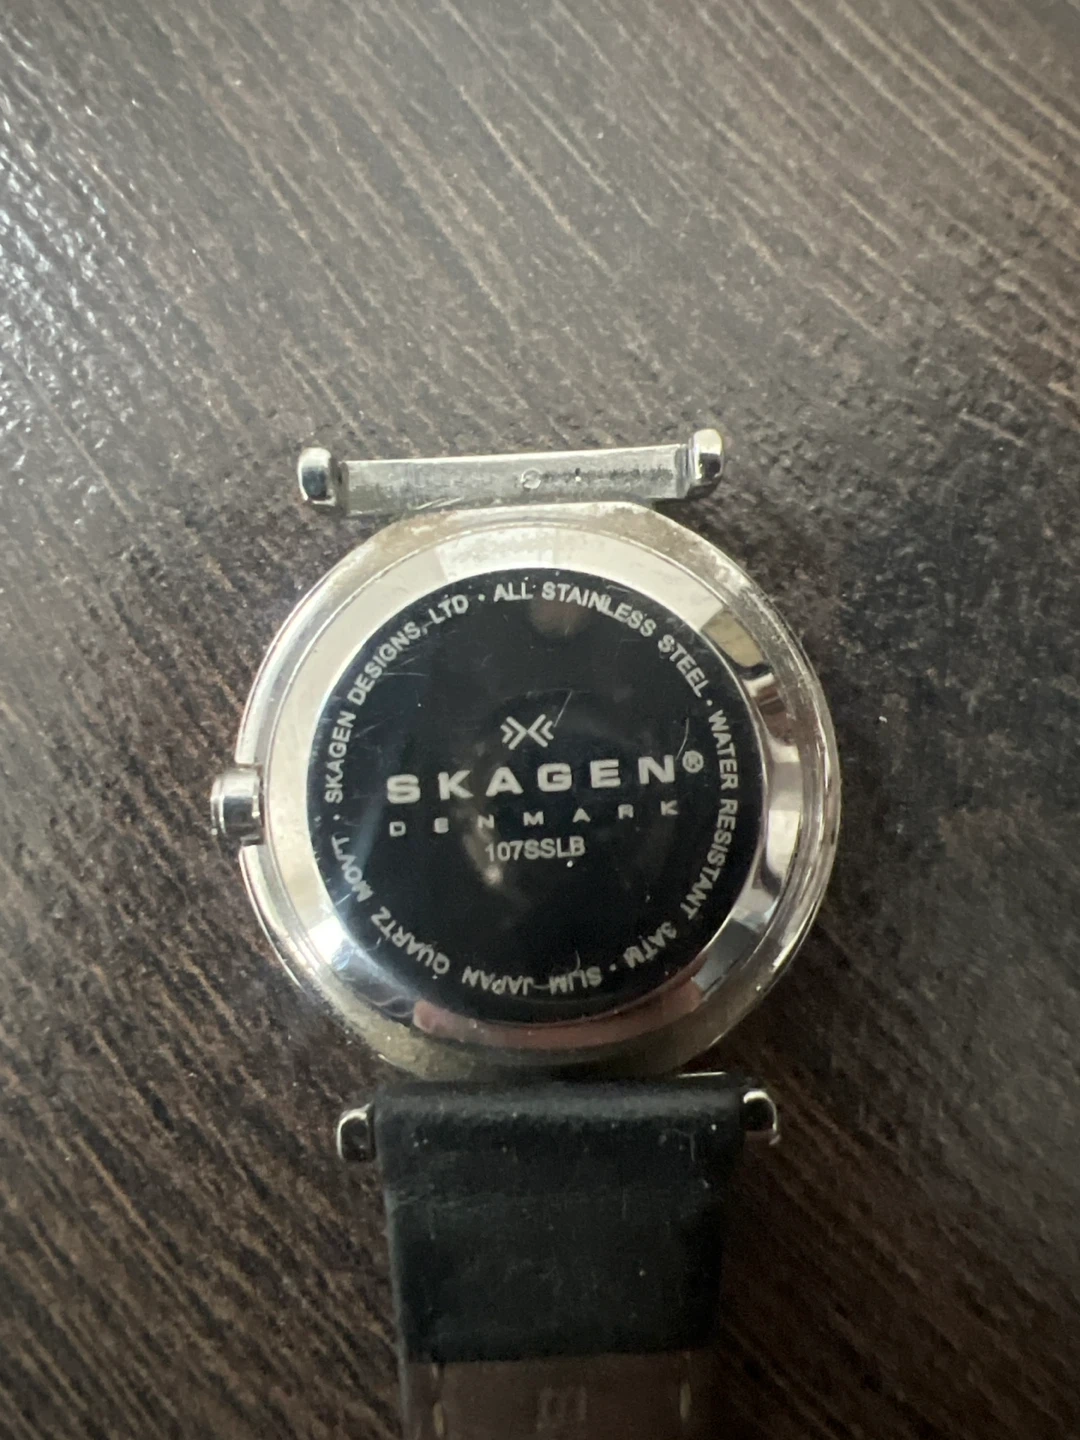 SKAGEN®
DENMARK
107SSLB
SKAGEN DESIGNS, LTD · ALL STAINLESS STEEL · WATER RESISTANT 3ATM · SLIM JAPAN QUARTZ MOVT ·